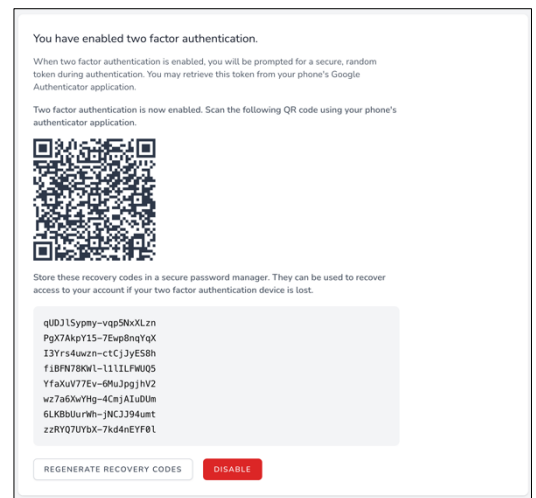 You have enabled two factor authentication.
When two factor authentication is enabled, you will be prompted for a secure, random
token during authentication. You may retrieve this token from your phone's Google
Authenticator application.
Two factor authentication is now enabled. Scan the following QR code using your phone's
authenticator application.
Store these recovery codes in a secure password manager. They can be used to recover
access to your account if your two factor authentication device is lost.
qUDJlSypmy-vqp5NxXLzn
PgX7AkpY15-7Ewp8nqYqX
I3Yrs4uwzn-ctCjJyES8h
fiBFN78KWl-l1lILFWUQ5
YfaXuV77Ev-6MuJpgjhV2
wz7a6XwYHg-4CmjAIuDUm
6LKBbUurWh-jNCJJ94umt
zzRYQ7UYbX-7kd4nEYF0l
REGENERATE RECOVERY CODES
DISABLE